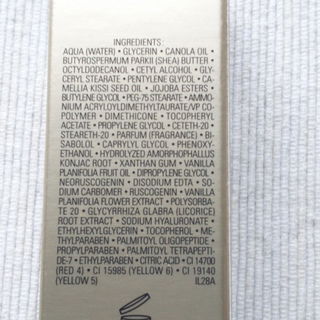 INGREDIENTS:
AQUA (WATER) • GLYCERIN • CANOLA OIL •
BUTYROSPERMUM PARKII (SHEA) BUTTER •
OCTYLDODECANOL • CETYL ALCOHOL • GLY-
CERYL STEARATE • PENTYLENE GLYCOL • CA-
MELLIA KISSI SEED OIL • JOJOBA ESTERS •
BUTYLENE GLYCOL • PEG-75 STEARATE • AMMO-
NIUM ACRYLOYLDIMETHYLTAURATE/VP CO-
POLYMER • DIMETHICONE • TOCOPHERYL
ACETATE • PROPYLENE GLYCOL • CETETH-20 •
STEARETH-20 • PARFUM (FRAGRANCE) • BI-
SABOLOL • CAPRYLYL GLYCOL • PHENOXY-
ETHANOL • HYDROLYZED AMORPHOPHALLUS
KONJAC ROOT • XANTHAN GUM • VANILLA
PLANIFOLIA FRUIT OIL • DIPROPYLENE GLYCOL •
NEORUSCOGENIN • DISODIUM EDTA • SO-
DIUM CARBOMER • RUSCOGENIN • VANILLA
PLANIFOLIA FLOWER EXTRACT • POLYSORBA-
TE 20 • GLYCYRRHIZA GLABRA (LICORICE)
ROOT EXTRACT • SODIUM HYALURONATE •
ETHYLHEXYLGLYCERIN • TOCOPHEROL • ME-
THYLPARABEN • PALMITOYL OLIGOPEPTIDE •
PROPYLPARABEN • PALMITOYL TETRAPEPTI-
DE-7 • ETHYLPARABEN • CITRIC ACID • CI 14700
(RED 4) • CI 15985 (YELLOW 6) • CI 19140
(YELLOW 5) IL28A